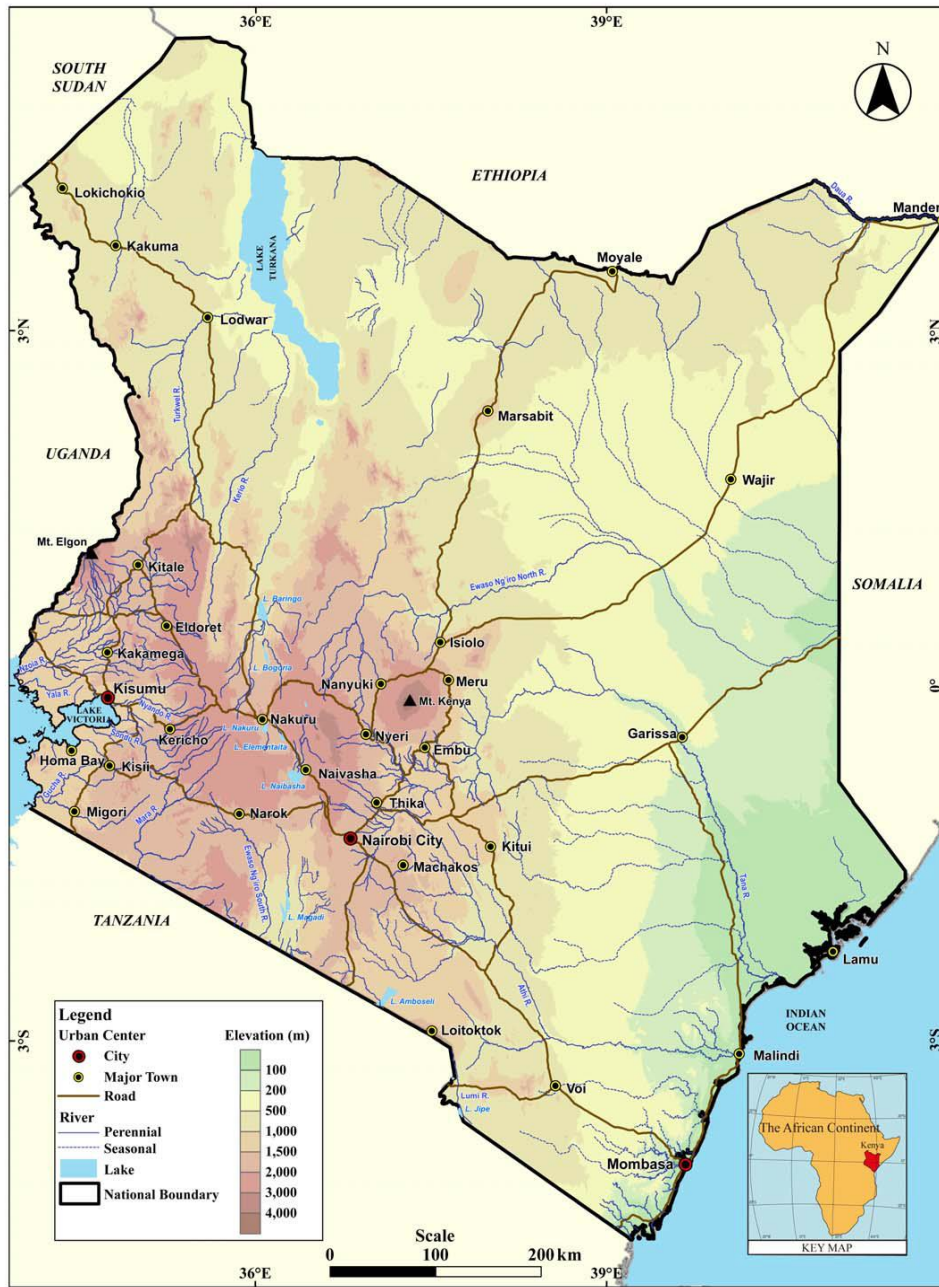 36°E
39°E
SOUTH
SUDAN
N
ETHIOPIA
Lokichokio
Daua R.
Mander
Kakuma
LAKE
TURKANA
Moyale
3°N
3°N
Lodwar
Turkwel R.
Marsabit
UGANDA
Kerio R.
Wajir
Mt. Elgon
Kitale
Ewaso Ng'iro North R.
SOMALIA
L. Baringo
Eldoret
Isiolo
Kakamega
Nzoia R.
L. Bogoria
Nanyuki
Meru
0°
Yala R.
Kisumu
Mt. Kenya
LAKE
VICTORIA
Nyando R.
Nakuru
L. Nakuru
Nyeri
Garissa
Sondu R.
Kericho
L. Elementaita
Embu
Homa Bay
Kisii
Naivasha
L. Naibasha
Gucha R.
Thika
Migori
Mara R.
Narok
Nairobi City
Kitui
Machakos
Ewaso Ng'iro South R.
Tana R.
TANZANIA
L. Magadi
Lamu
Athi R.
L. Amboseli
INDIAN
OCEAN
Loitoktok
3°S
3°S
Malindi
Voi
Lumi R.
L. Jipe
Mombasa
Legend
Urban Center
City
Major Town
Road
River
Perennial
Seasonal
Lake
National Boundary
Elevation (m)
100
200
500
1,000
1,500
2,000
3,000
4,000
The African Continent
Kenya
KEY MAP
Scale
0
100
200 km
36°E
39°E